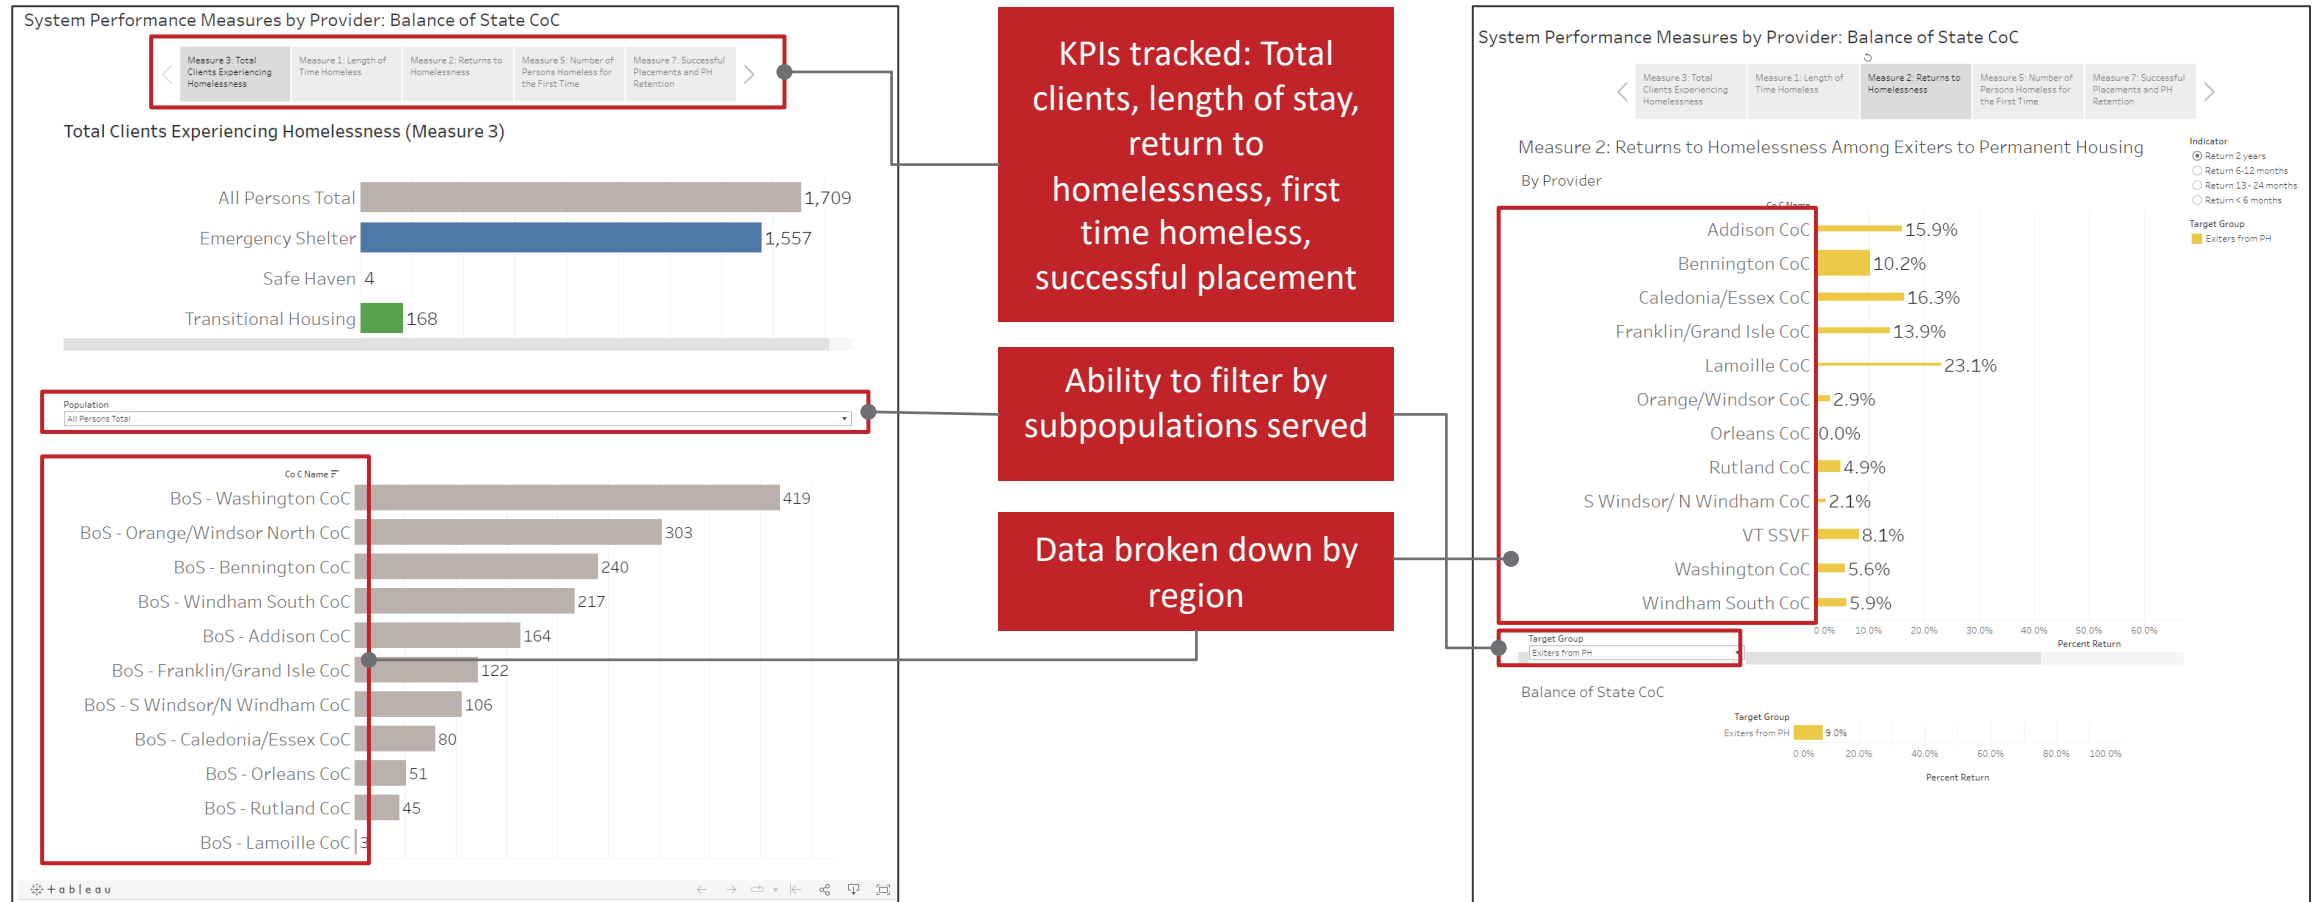 System Performance Measures by Provider: Balance of State CoC
Measure 3: Total
Clients Experiencing
Homelessness
Measure 1: Length of
Time Homeless
Measure 2: Returns to
Homelessness
Measure 5: Number of
Persons Homeless for
the First Time
Measure 7: Successful
Placements and PH
Retention
Total Clients Experiencing Homelessness (Measure 3)
All Persons Total 1,709
Emergency Shelter 1,557
Safe Haven 4
Transitional Housing 168
Population
All Persons Total
Co C Name
BoS - Washington CoC 419
BoS - Orange/Windsor North CoC 303
BoS - Bennington CoC 240
BoS - Windham South CoC 217
BoS - Addison CoC 164
BoS - Franklin/Grand Isle CoC 122
BoS - S Windsor/N Windham CoC 106
BoS - Caledonia/Essex CoC 80
BoS - Orleans CoC 51
BoS - Rutland CoC 45
BoS - Lamoille CoC 3
+ableau
KPIs tracked: Total
clients, length of stay,
return to
homelessness, first
time homeless,
successful placement
Ability to filter by
subpopulations served
Data broken down by
region
System Performance Measures by Provider: Balance of State CoC
Measure 3: Total
Clients Experiencing
Homelessness
Measure 1: Length of
Time Homeless
Measure 2: Returns to
Homelessness
Measure 5: Number of
Persons Homeless for
the First Time
Measure 7: Successful
Placements and PH
Retention
Measure 2: Returns to Homelessness Among Exiters to Permanent Housing
By Provider
Indicator
Return 2 years
Return 6-12 months
Return 13 - 24 months
Return < 6 months
Target Group
Exiters from PH
Co C Name
Addison CoC 15.9%
Bennington CoC 10.2%
Caledonia/Essex CoC 16.3%
Franklin/Grand Isle CoC 13.9%
Lamoille CoC 23.1%
Orange/Windsor CoC 2.9%
Orleans CoC 0.0%
Rutland CoC 4.9%
S Windsor/ N Windham CoC 2.1%
VT SSVF 8.1%
Washington CoC 5.6%
Windham South CoC 5.9%
0.0% 10.0% 20.0% 30.0% 40.0% 50.0% 60.0%
Percent Return
Target Group
Exiters from PH
Balance of State CoC
Target Group
Exiters from PH 9.0%
0.0% 20.0% 40.0% 60.0% 80.0% 100.0%
Percent Return